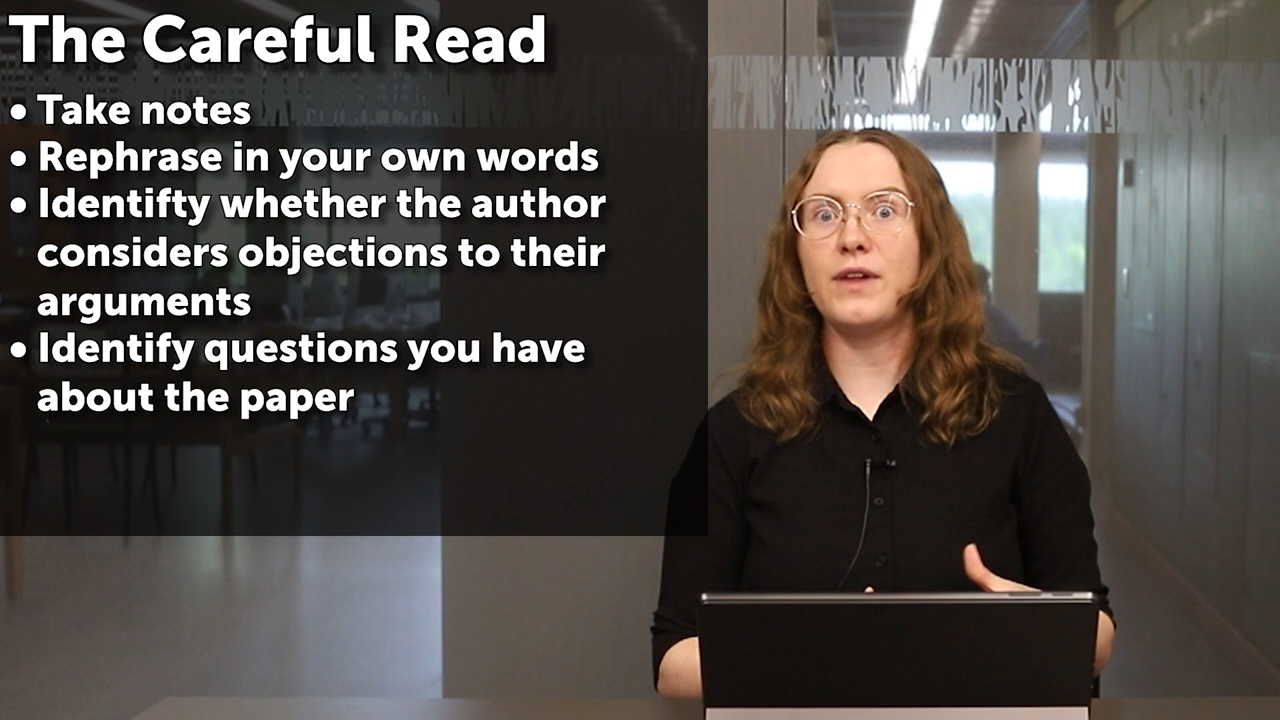 The Careful Read
• Take notes
• Rephrase in your own words
• Identifty whether the author
considers objections to their
arguments
• Identify questions you have
about the paper